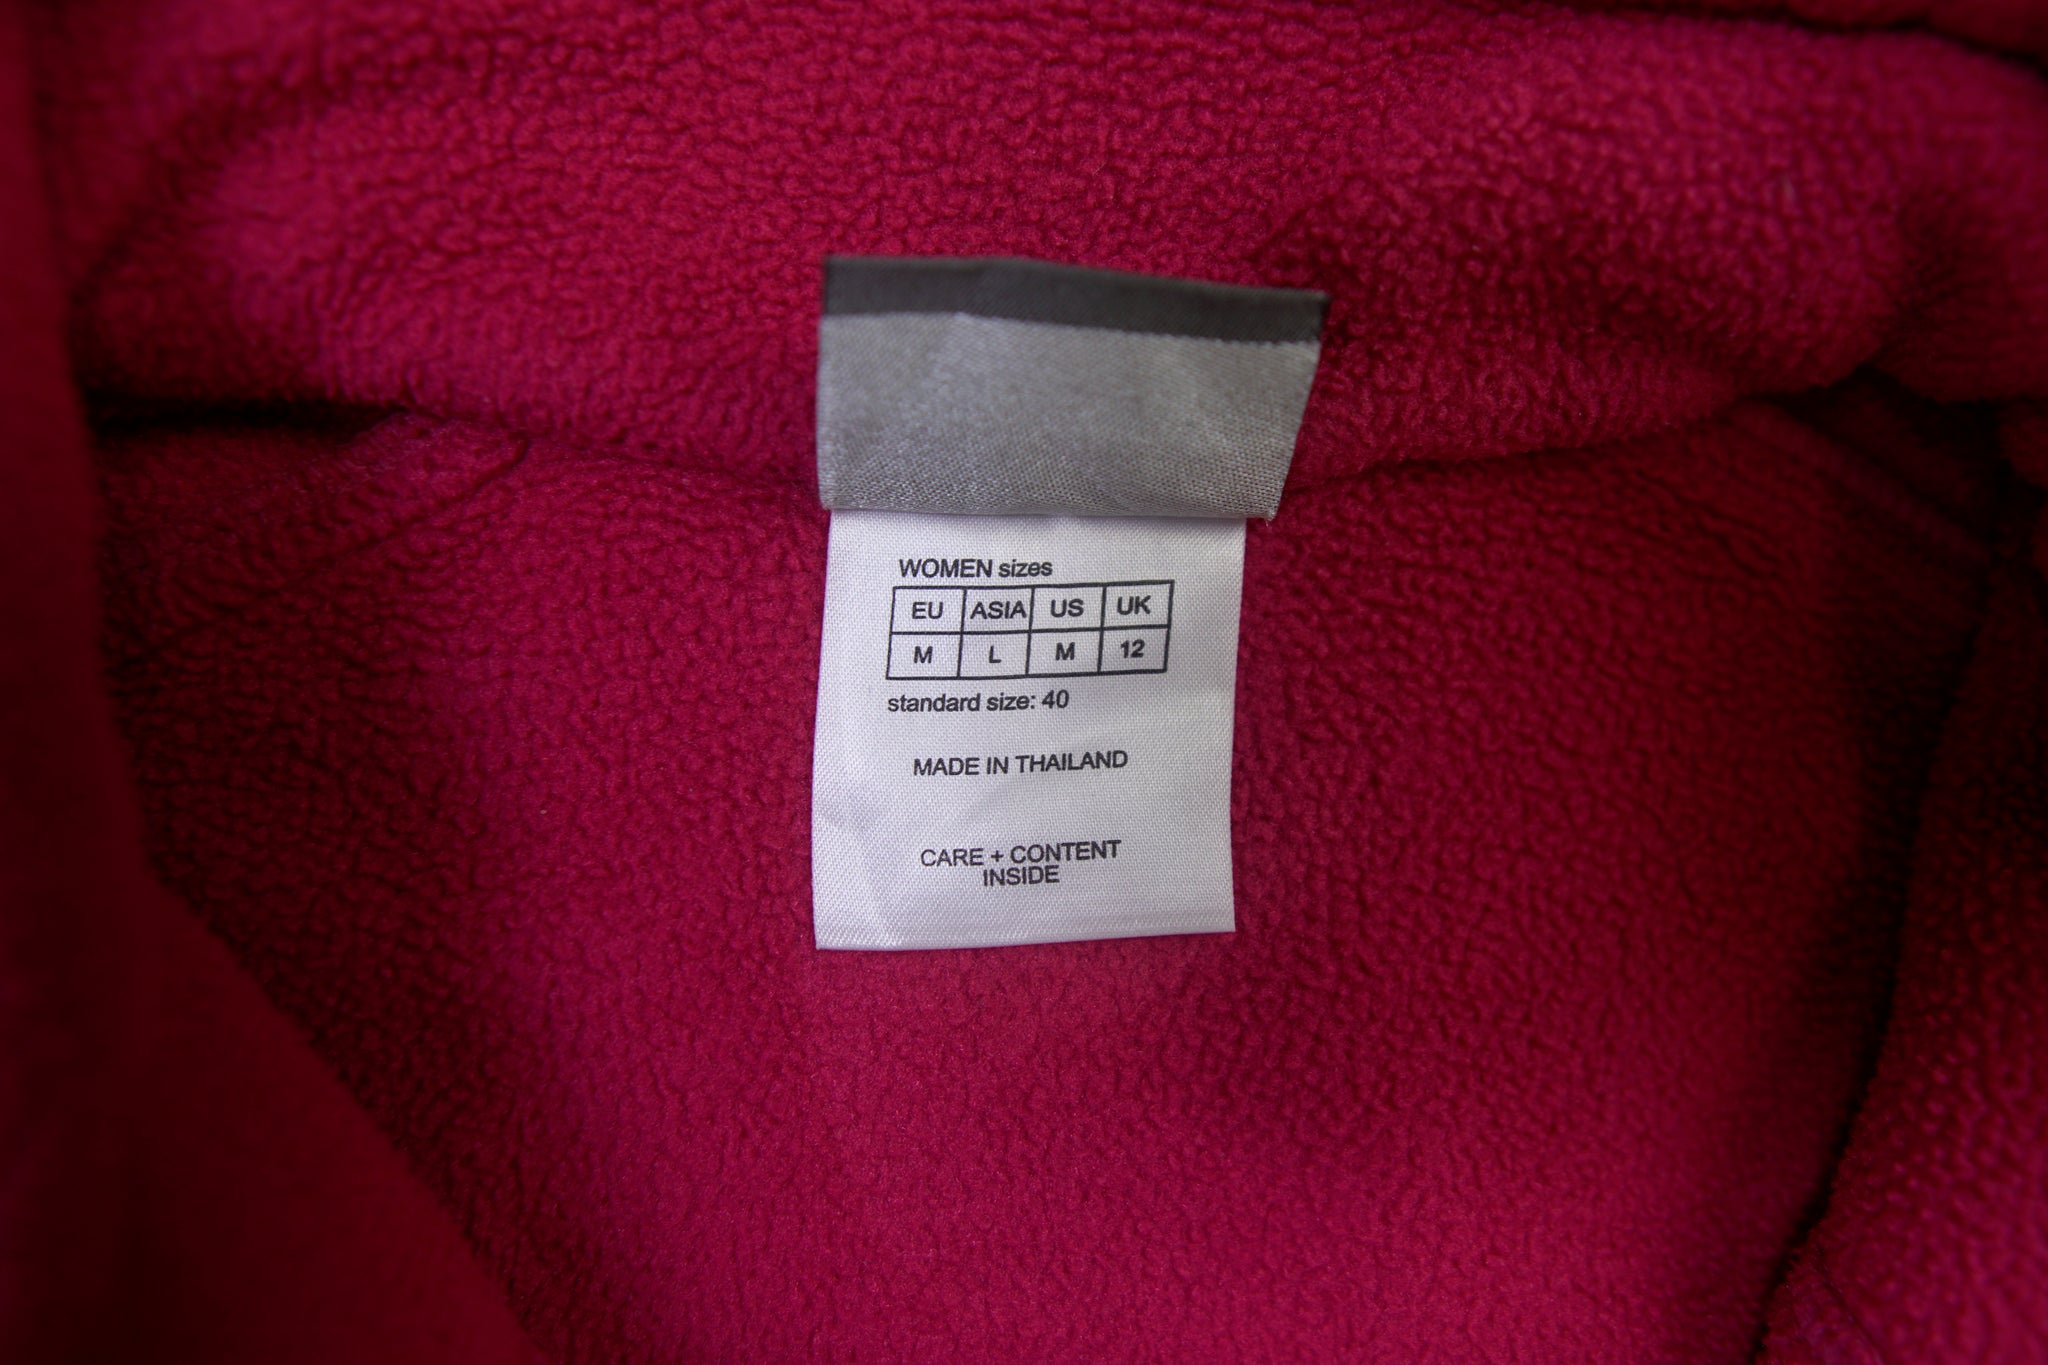 WOMEN sizes
EU ASIA US UK
M L M 12
standard size: 40
MADE IN THAILAND
CARE + CONTENT
INSIDE